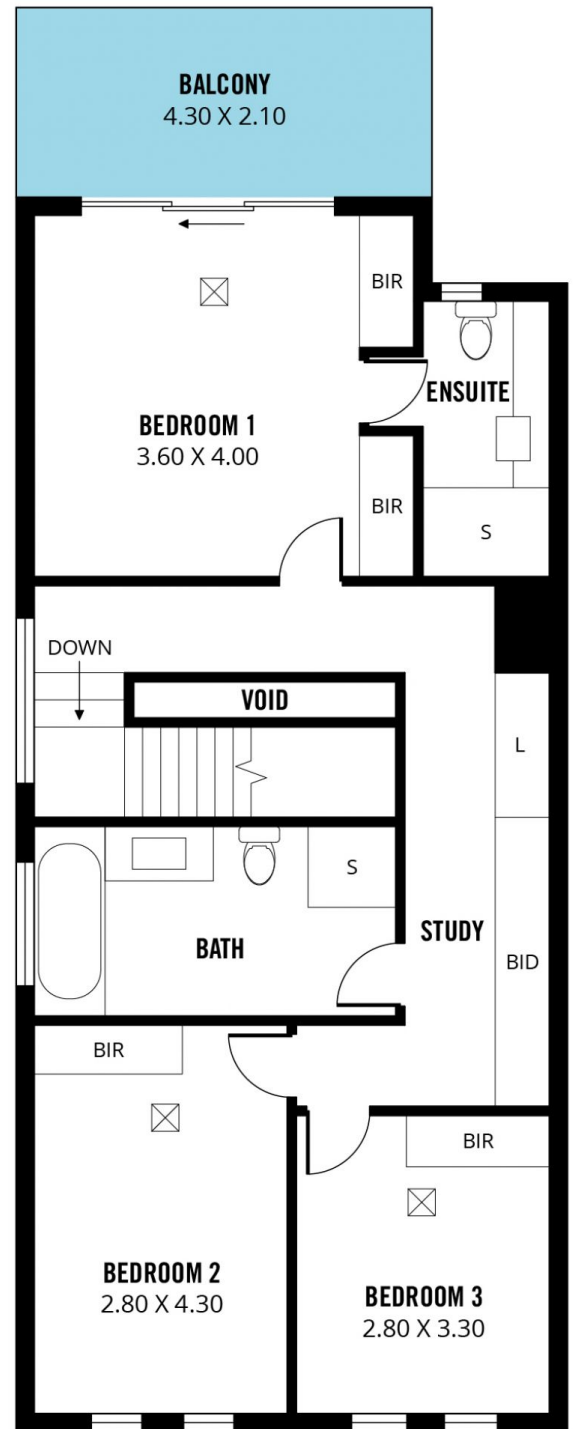 BALCONY
4.30 X 2.10
BIR
ENSUITE
BEDROOM 1
3.60 X 4.00
BIR
S
DOWN
VOID
L
S
STUDY
BATH
BID
BIR
BIR
BEDROOM 2
2.80 X 4.30
BEDROOM 3
2.80 X 3.30